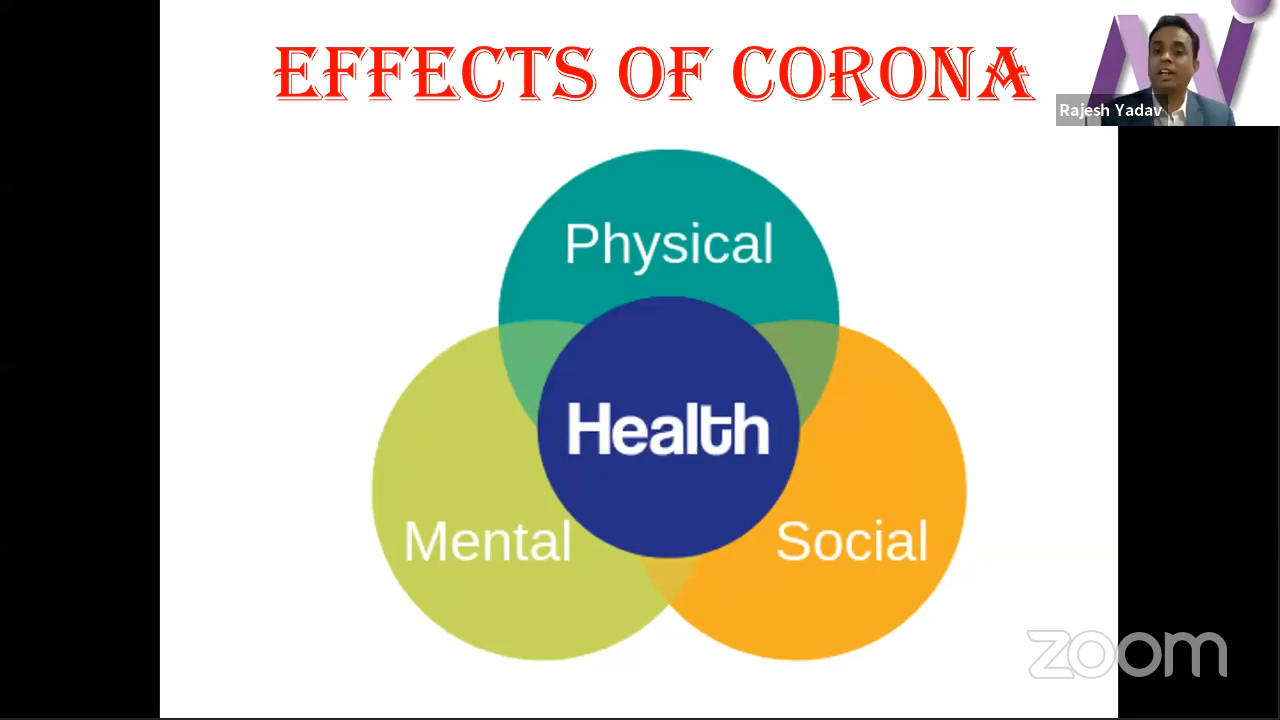 EFFECTS OF CORONA
Rajesh Yadav
Physical
Health
Mental
Social
zoom